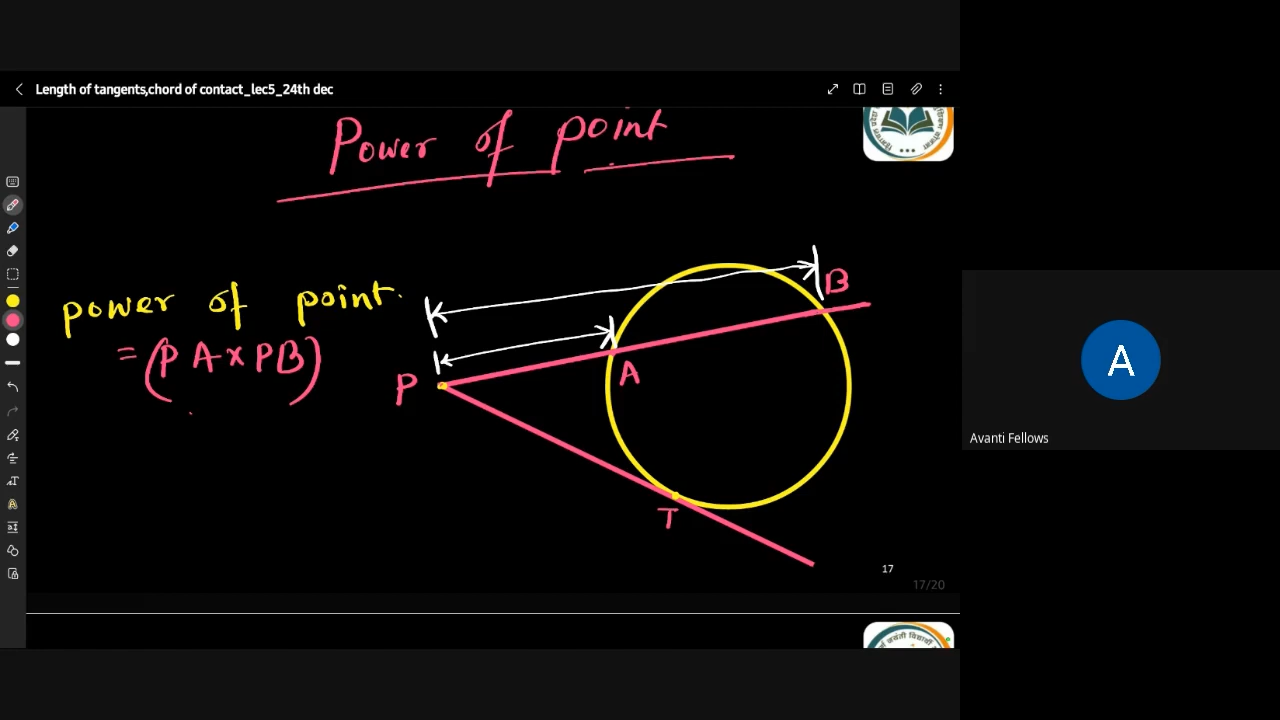 Length of tangents,chord of contact_lec5_24th dec
Power of point
power of point.
= (PA×PB)
B
A
P
T
17
17/20
A
Avanti Fellows